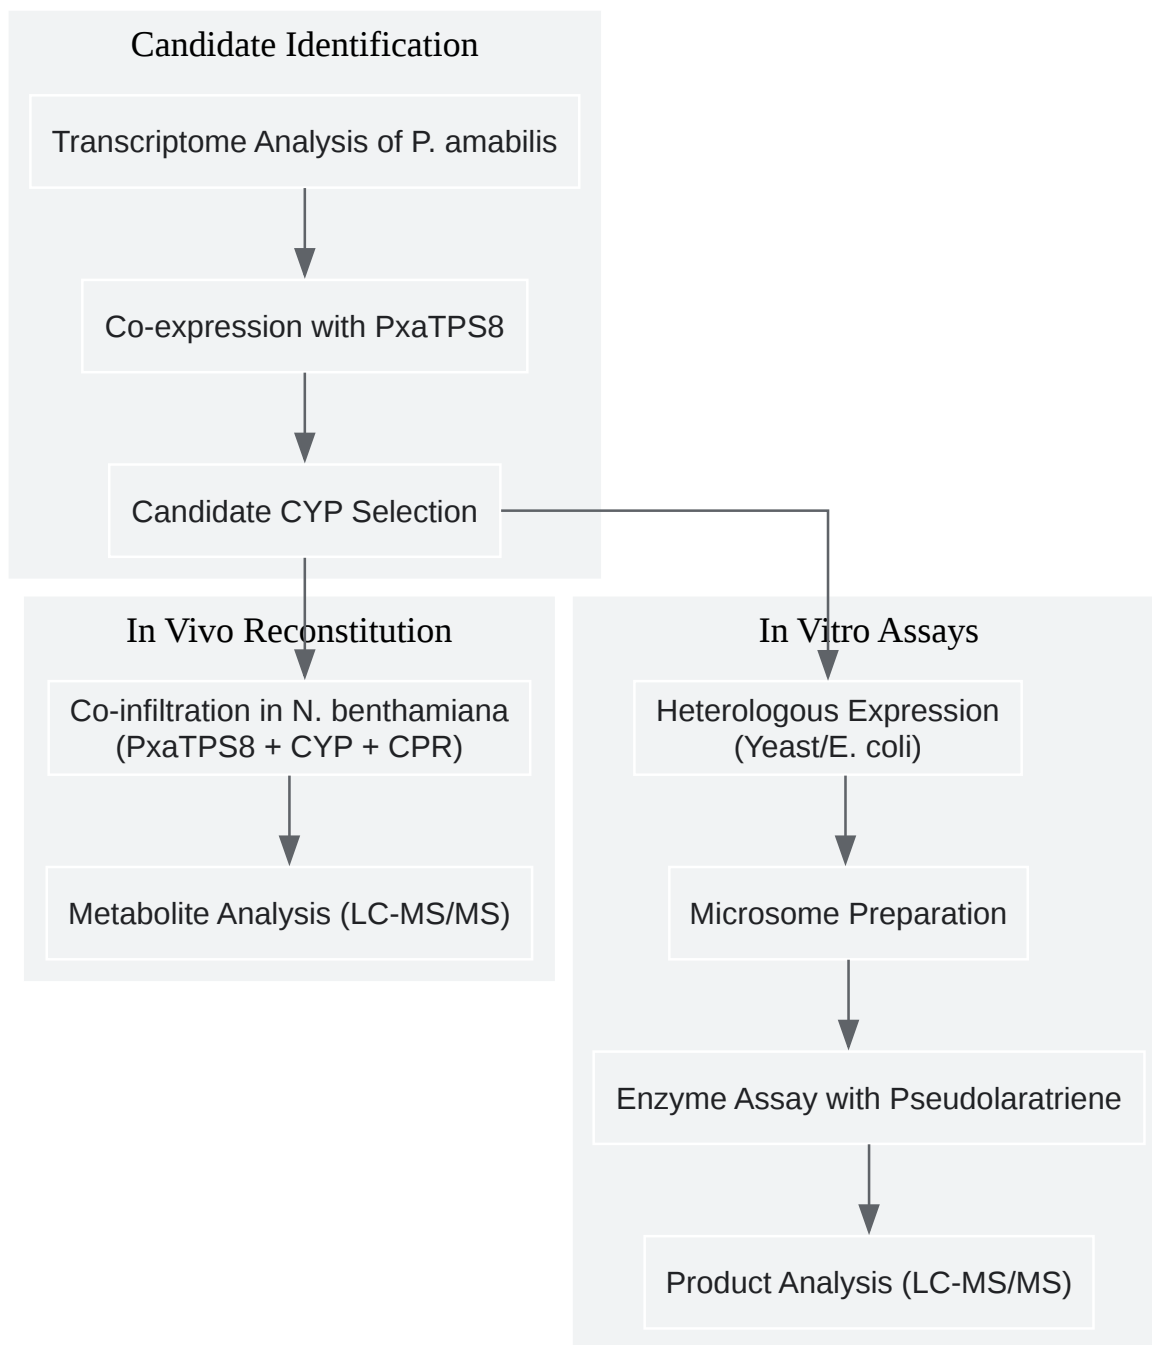 Candidate Identification
Transcriptome Analysis of P. amabilis
Co-expression with PxaTPS8
Candidate CYP Selection
In Vivo Reconstitution
Co-infiltration in N. benthamiana
(PxaTPS8 + CYP + CPR)
Metabolite Analysis (LC-MS/MS)
In Vitro Assays
Heterologous Expression
(Yeast/E. coli)
Microsome Preparation
Enzyme Assay with Pseudolaratriene
Product Analysis (LC-MS/MS)